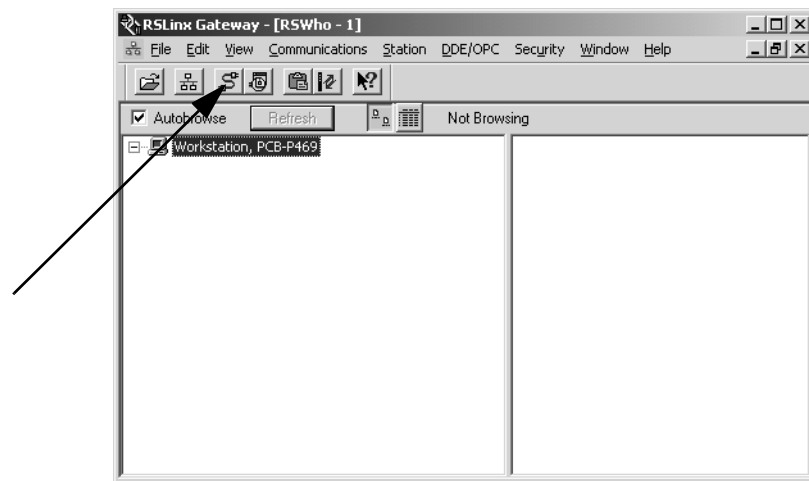 RSLinx Gateway - [RSWho - 1]
File Edit View Communications Station DDE/OPC Security Window Help
Autobrowse Refresh Not Browsing
Workstation, PCB-P469